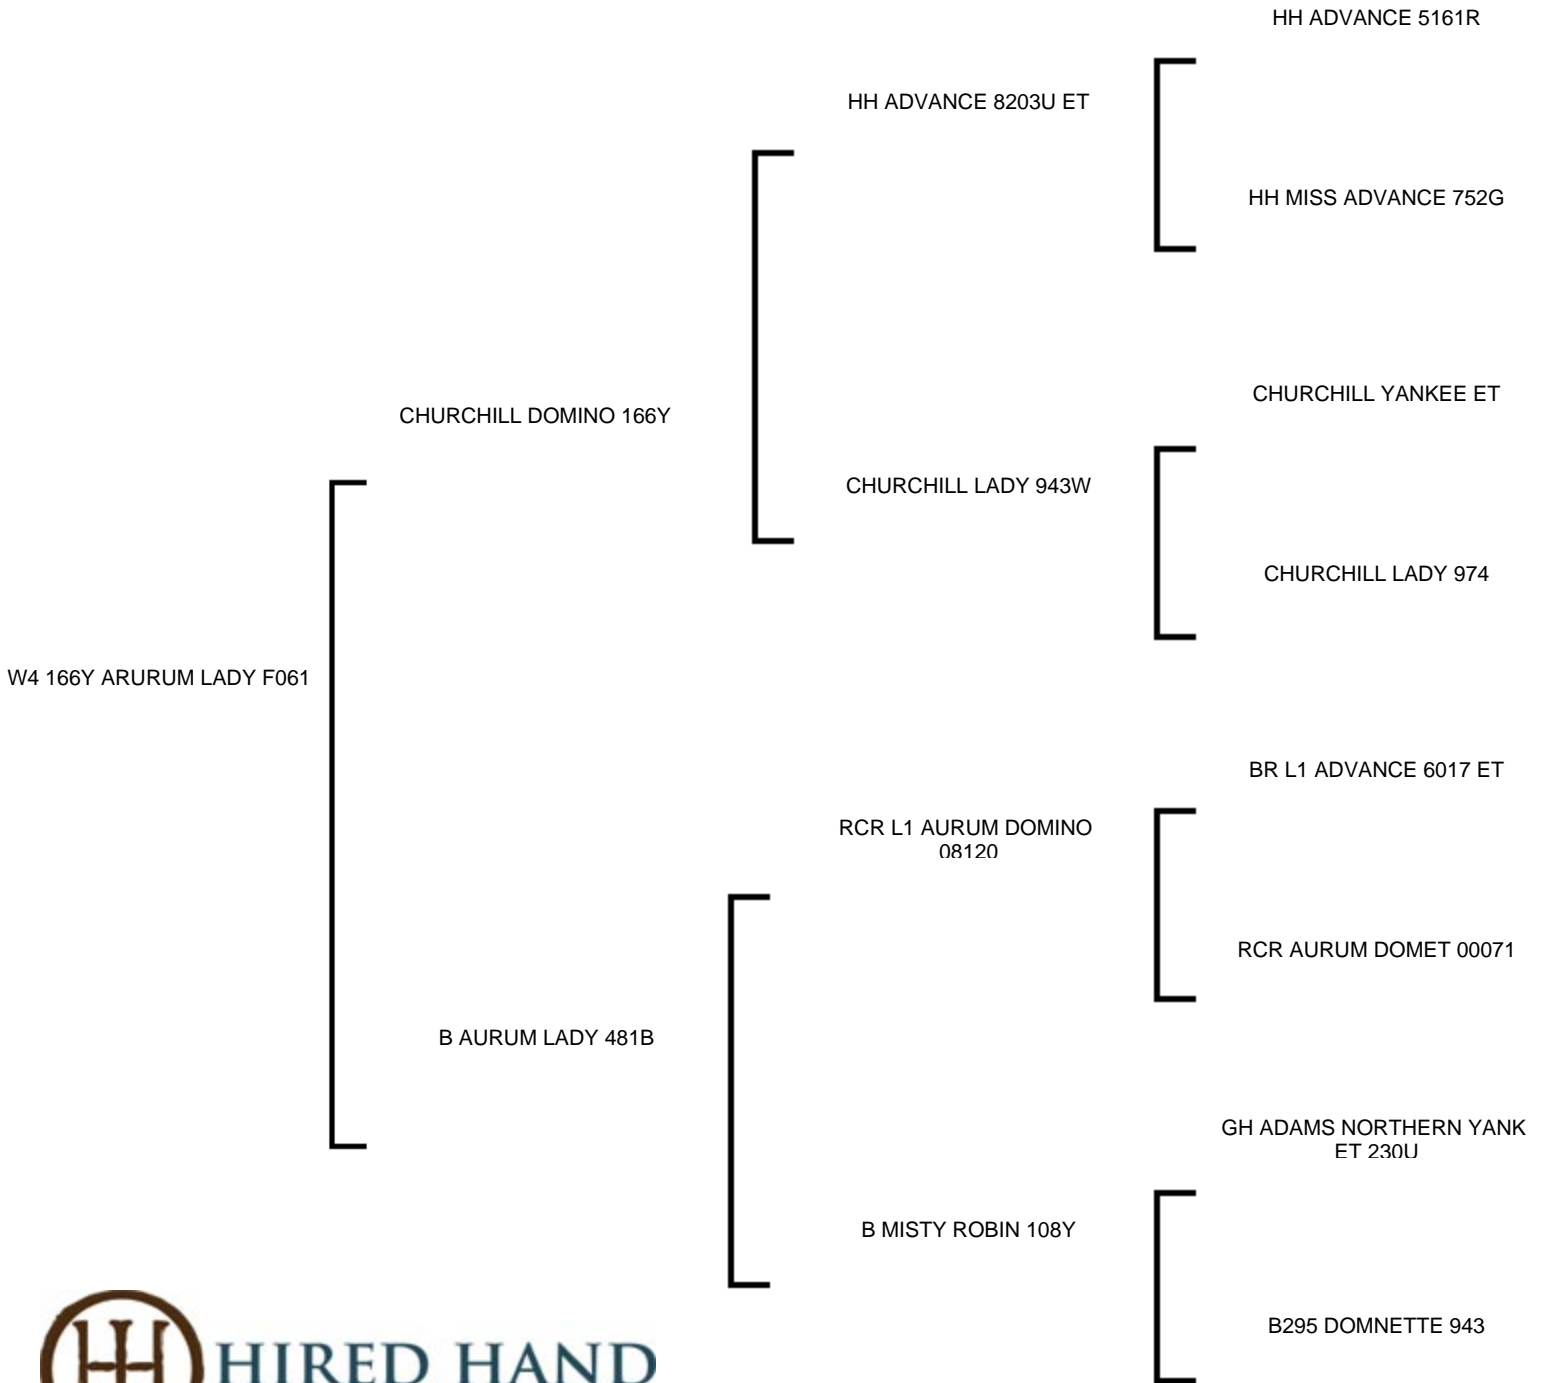 HH ADVANCE 5161R
HH ADVANCE 8203U ET
HH MISS ADVANCE 752G
CHURCHILL DOMINO 166Y
CHURCHILL YANKEE ET
CHURCHILL LADY 943W
CHURCHILL LADY 974
W4 166Y ARURUM LADY F061
BR L1 ADVANCE 6017 ET
RCR L1 AURUM DOMINO
08120
RCR AURUM DOMET 00071
B AURUM LADY 481B
GH ADAMS NORTHERN YANK
ET 230U
B MISTY ROBIN 108Y
B295 DOMNETTE 943
HIRED HAND